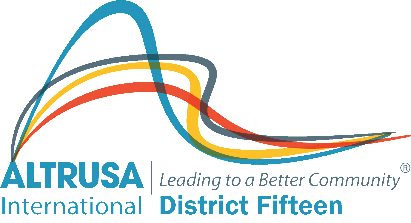 ALTRUSA Leading to a Better Community®
International District Fifteen